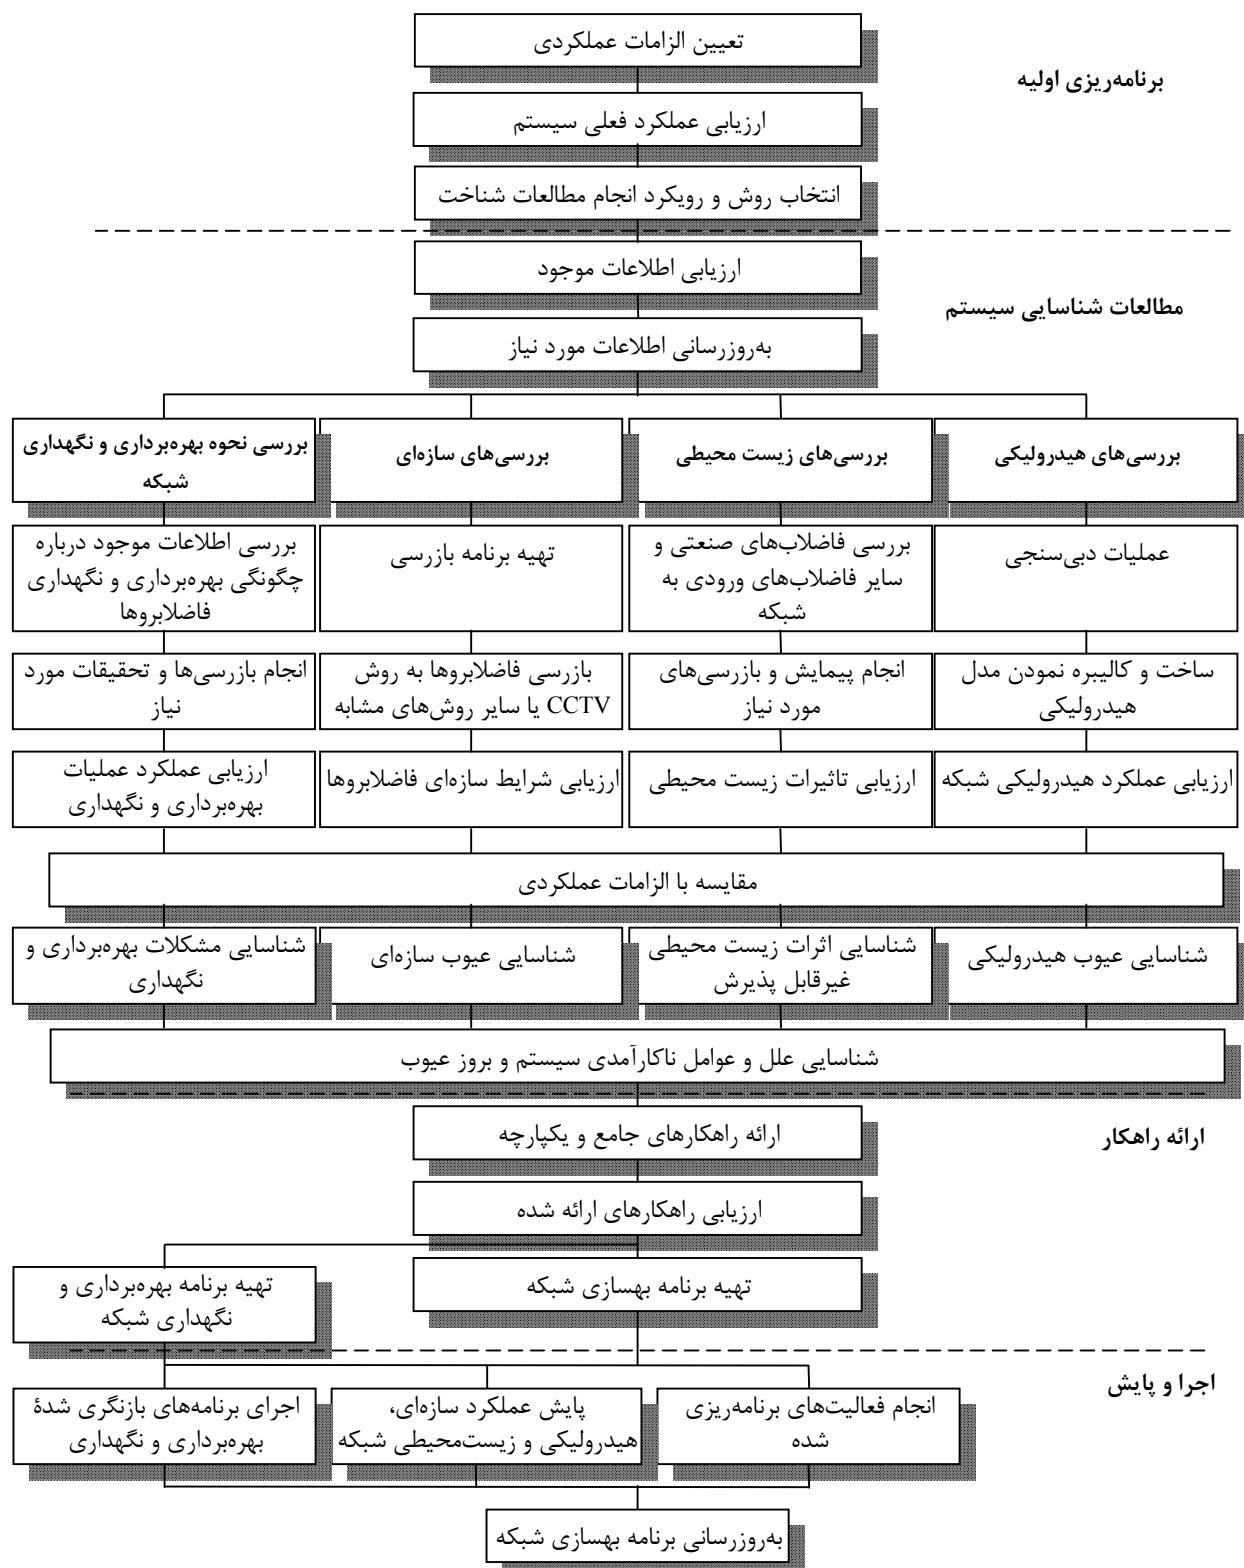 تعیین الزامات عملکردی
برنامه‌ریزی اولیه
ارزیابی عملکرد فعلی سیستم
انتخاب روش و رویکرد انجام مطالعات شناخت
ارزیابی اطلاعات موجود
مطالعات شناسایی سیستم
به‌روزرسانی اطلاعات مورد نیاز
بررسی‌های هیدرولیکی
بررسی‌های زیست محیطی
بررسی‌های سازه‌ای
بررسی نحوه بهره‌برداری و نگهداری
شبکه
عملیات دبی‌سنجی
بررسی فاضلاب‌های صنعتی و
سایر فاضلاب‌های ورودی به
شبکه
تهیه برنامه بازرسی
بررسی اطلاعات موجود درباره
چگونگی بهره‌برداری و نگهداری
فاضلابروها
ساخت و کالیبره نمودن مدل
هیدرولیکی
انجام پیمایش و بازرسی‌های
مورد نیاز
بازرسی فاضلابروها به روش
CCTV یا سایر روش‌های مشابه
انجام بازرسی‌ها و تحقیقات مورد
نیاز
ارزیابی عملکرد هیدرولیکی شبکه
ارزیابی تاثیرات زیست محیطی
ارزیابی شرایط سازه‌ای فاضلابروها
ارزیابی عملکرد عملیات
بهره‌برداری و نگهداری
مقایسه با الزامات عملکردی
شناسایی عیوب هیدرولیکی
شناسایی اثرات زیست محیطی
غیرقابل پذیرش
شناسایی عیوب سازه‌ای
شناسایی مشکلات بهره‌برداری و
نگهداری
شناسایی علل و عوامل ناکارآمدی سیستم و بروز عیوب
ارائه راهکارهای جامع و یکپارچه
ارائه راهکار
ارزیابی راهکارهای ارائه شده
تهیه برنامه بهسازی شبکه
تهیه برنامه بهره‌برداری و
نگهداری شبکه
اجرا و پایش
انجام فعالیت‌های برنامه‌ریزی
شده
پایش عملکرد سازه‌ای،
هیدرولیکی و زیست‌محیطی شبکه
اجرای برنامه‌های بازنگری شدۀ
بهره‌برداری و نگهداری
به‌روزرسانی برنامه بهسازی شبکه